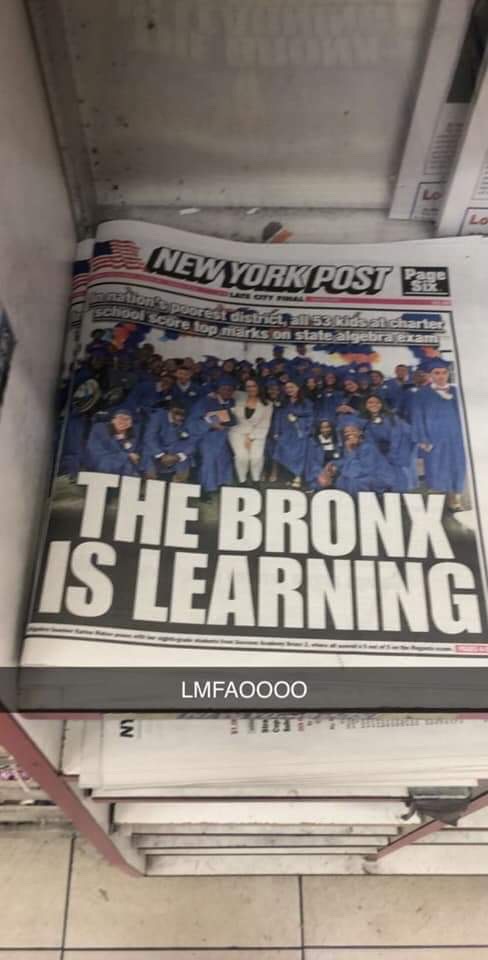 NEW YORK POST
Page
Six
LATE CITY FINAL
In nation's poorest district, all 53 kids at charter
school score top marks on state algebra exam
THE BRONX
IS LEARNING
LMFAOOOO
Lo
Lo